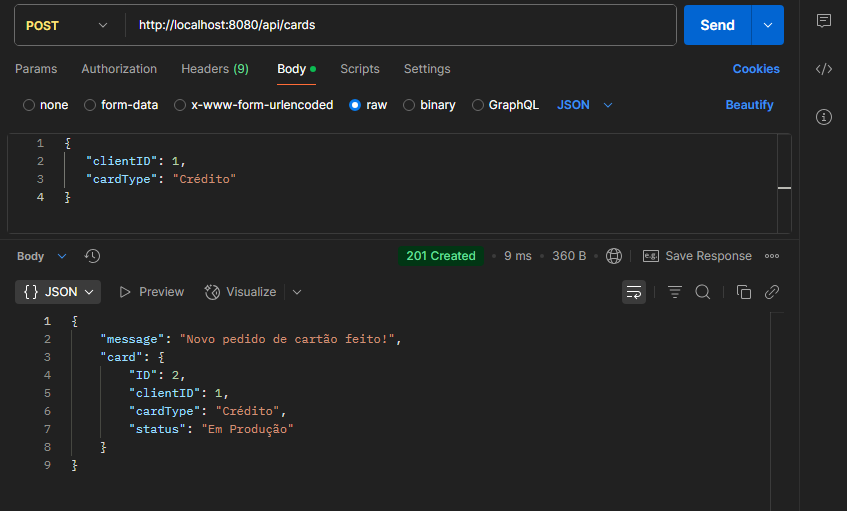 POST http://localhost:8080/api/cards Send
Params Authorization Headers (9) Body Scripts Settings Cookies
none form-data x-www-form-urlencoded raw binary GraphQL JSON Beautify
1 {
2 "clientID": 1,
3 "cardType": "Crédito"
4 }
Body 201 Created • 9 ms • 360 B • e.g. Save Response
{} JSON Preview Visualize
1 {
2 "message": "Novo pedido de cartão feito!",
3 "card": {
4 "ID": 2,
5 "clientID": 1,
6 "cardType": "Crédito",
7 "status": "Em Produção"
8 }
9 }